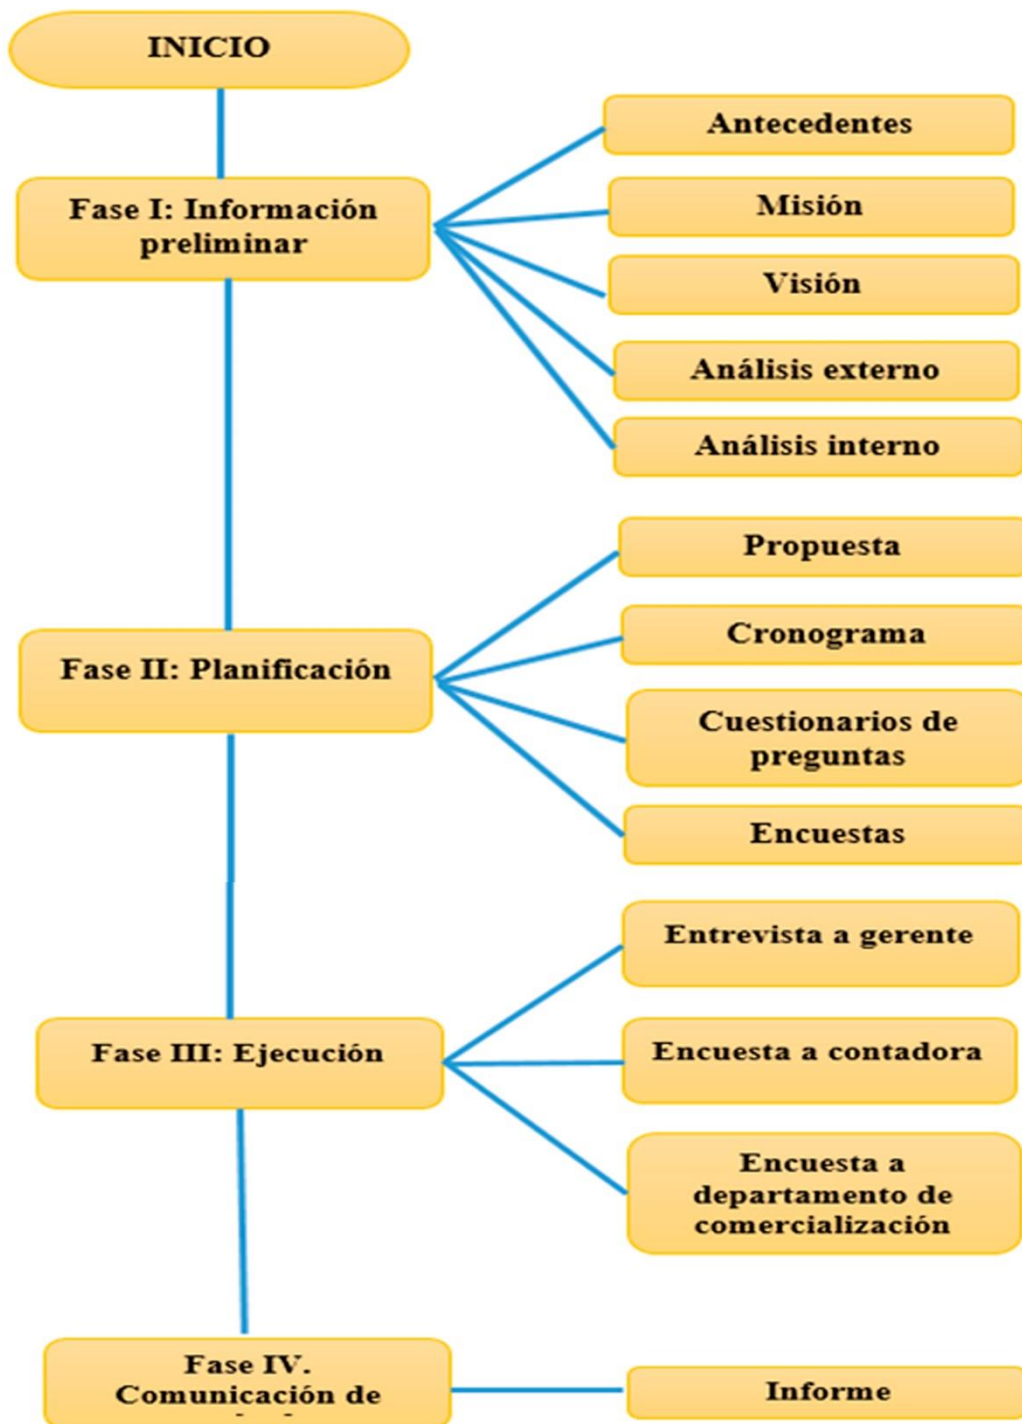 INICIO
Fase I: Información
preliminar
Antecedentes
Misión
Visión
Análisis externo
Análisis interno
Fase II: Planificación
Propuesta
Cronograma
Cuestionarios de
preguntas
Encuestas
Fase III: Ejecución
Entrevista a gerente
Encuesta a contadora
Encuesta a
departamento de
comercialización
Fase IV.
Comunicación de
Informe